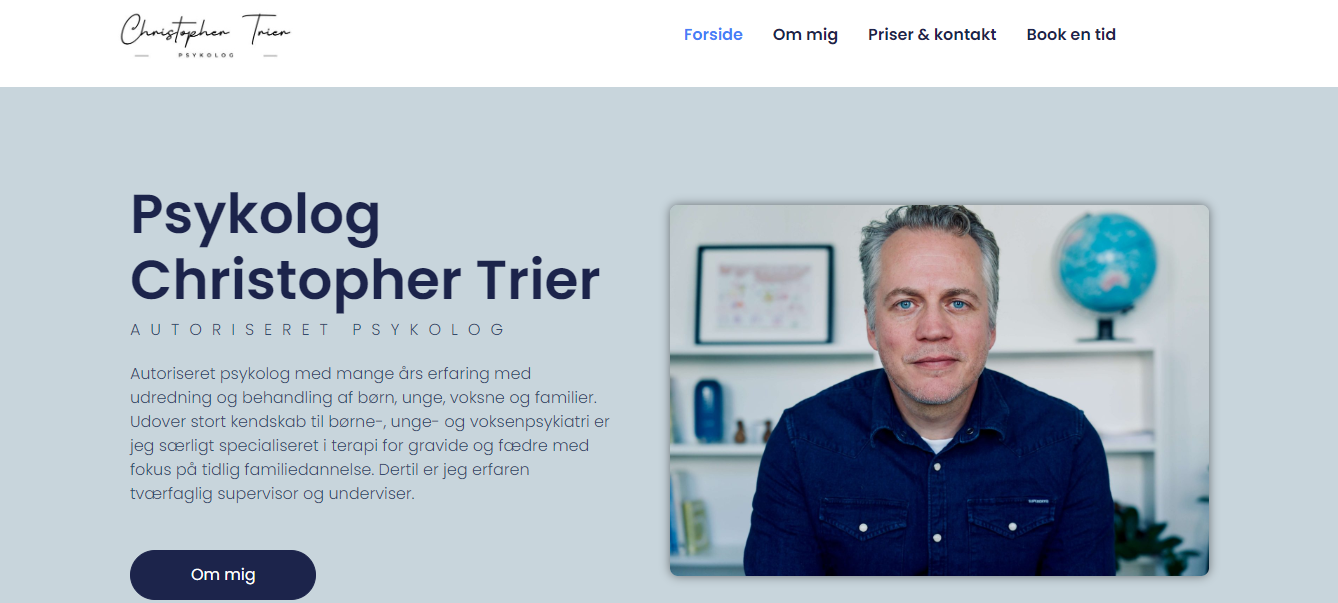 Christopher Trier
PSYKOLOG
Forside
Om mig
Priser & kontakt
Book en tid
Psykolog
Christopher Trier
AUTORISERET PSYKOLOG
Autoriseret psykolog med mange års erfaring med
udredning og behandling af børn, unge, voksne og familier.
Udover stort kendskab til børne-, unge- og voksenpsykiatri er
jeg særligt specialiseret i terapi for gravide og fædre med
fokus på tidlig familiedannelse. Dertil er jeg erfaren
tværfaglig supervisor og underviser.
Om mig